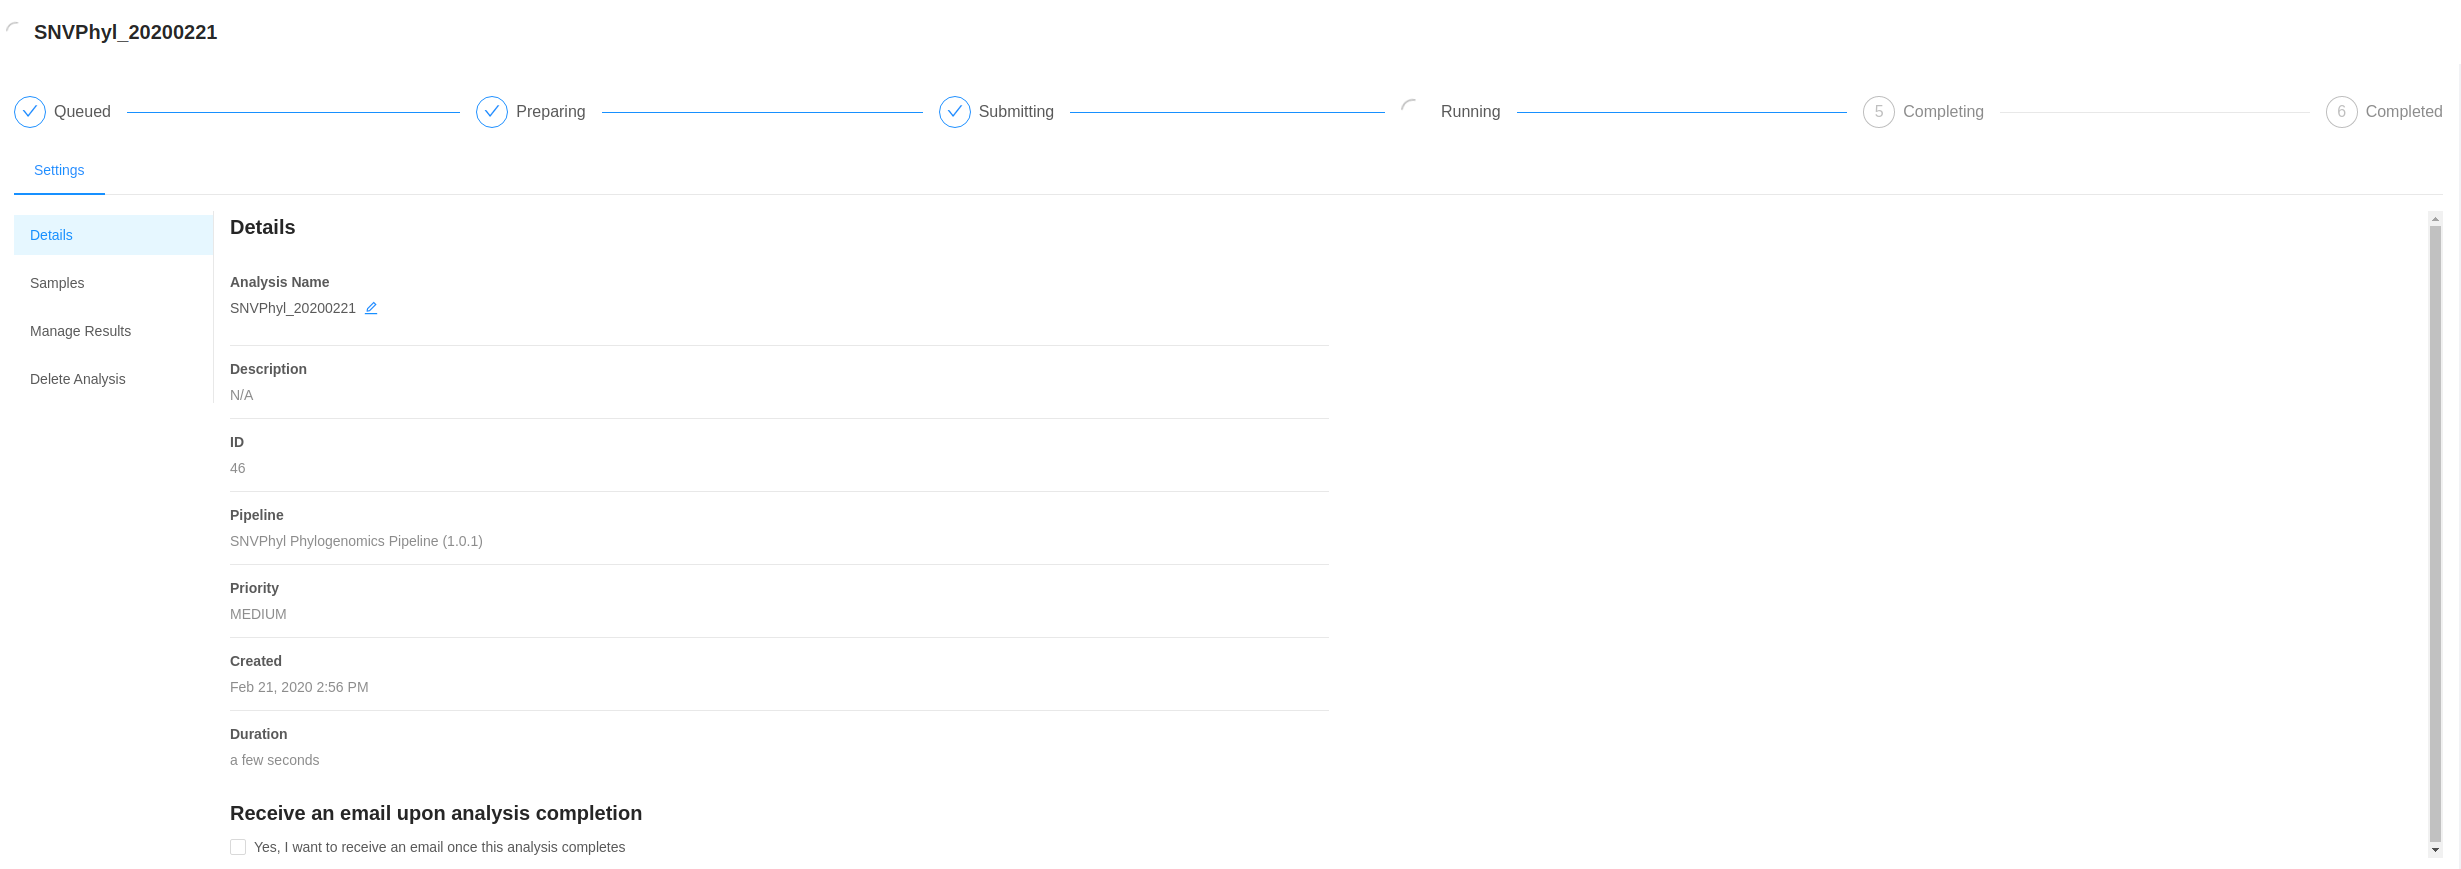 SNVPhyl_20200221
Queued Preparing Submitting Running 5 Completing 6 Completed
Settings
Details
Samples
Manage Results
Delete Analysis
Details
Analysis Name
SNVPhyl_20200221
Description
N/A
ID
46
Pipeline
SNVPhyl Phylogenomics Pipeline (1.0.1)
Priority
MEDIUM
Created
Feb 21, 2020 2:56 PM
Duration
a few seconds
Receive an email upon analysis completion
Yes, I want to receive an email once this analysis completes